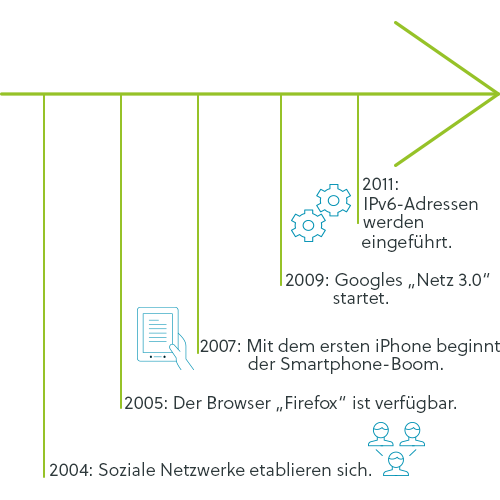 2011:
IPv6-Adressen
werden
eingeführt.
2009: Googles „Netz 3.0“
startet.
2007: Mit dem ersten iPhone beginnt
der Smartphone-Boom.
2005: Der Browser „Firefox“ ist verfügbar.
2004: Soziale Netzwerke etablieren sich.